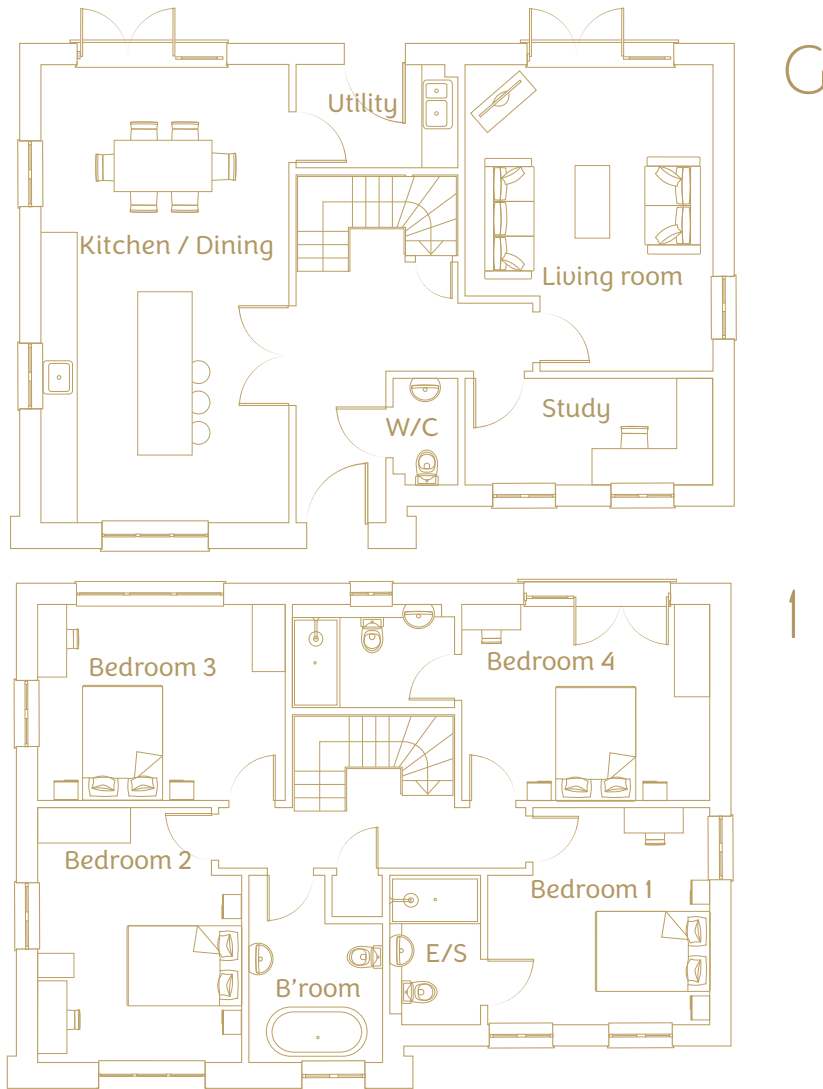 G
Utility
Kitchen / Dining
Living room
W/C
Study
1
Bedroom 3
Bedroom 4
Bedroom 2
Bedroom 1
E/S
B'room